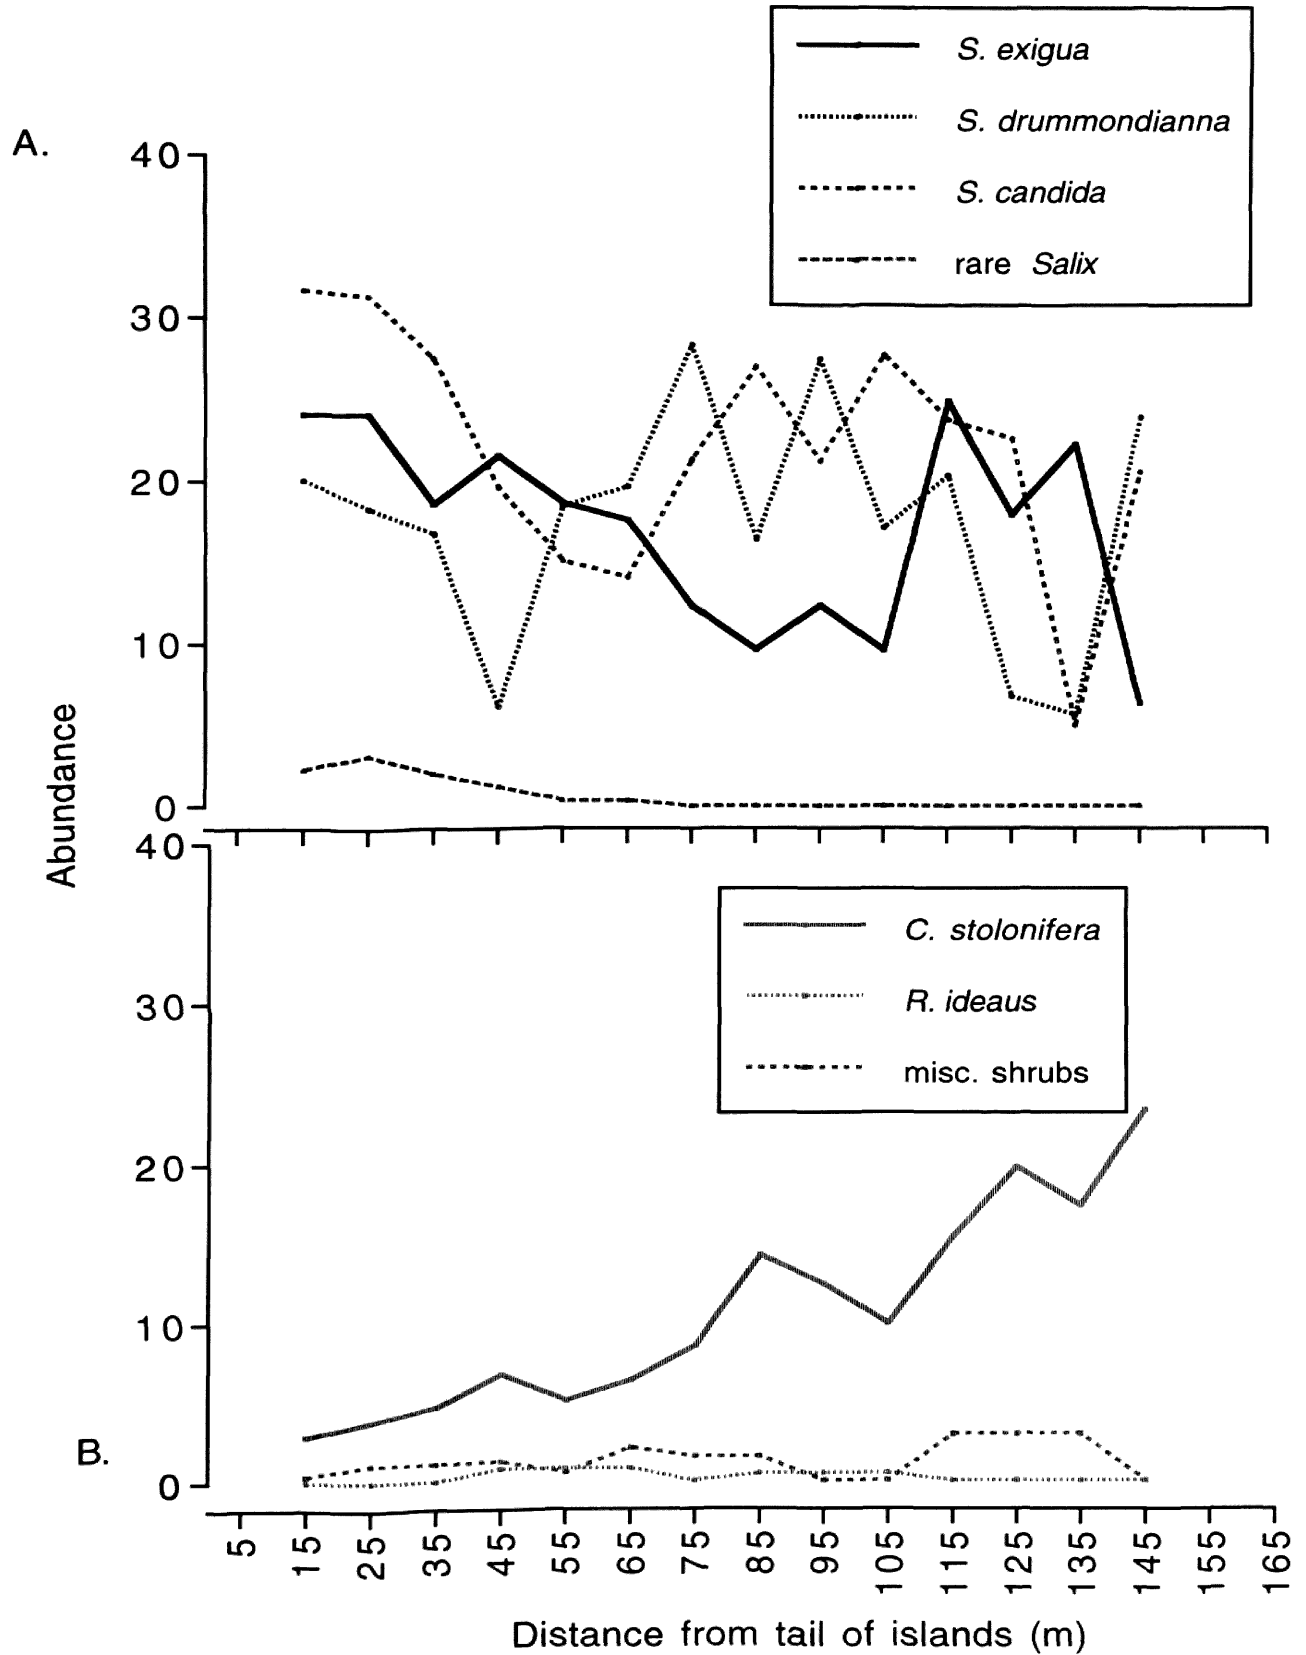 S. exigua
S. drummondianna
S. candida
rare Salix
A.
40
30
20
10
0
Abundance
40
30
20
10
0
C. stolonifera
R. ideaus
misc. shrubs
B.
5 15 25 35 45 55 65 75 85 95 105 115 125 135 145 155 165
Distance from tail of islands (m)